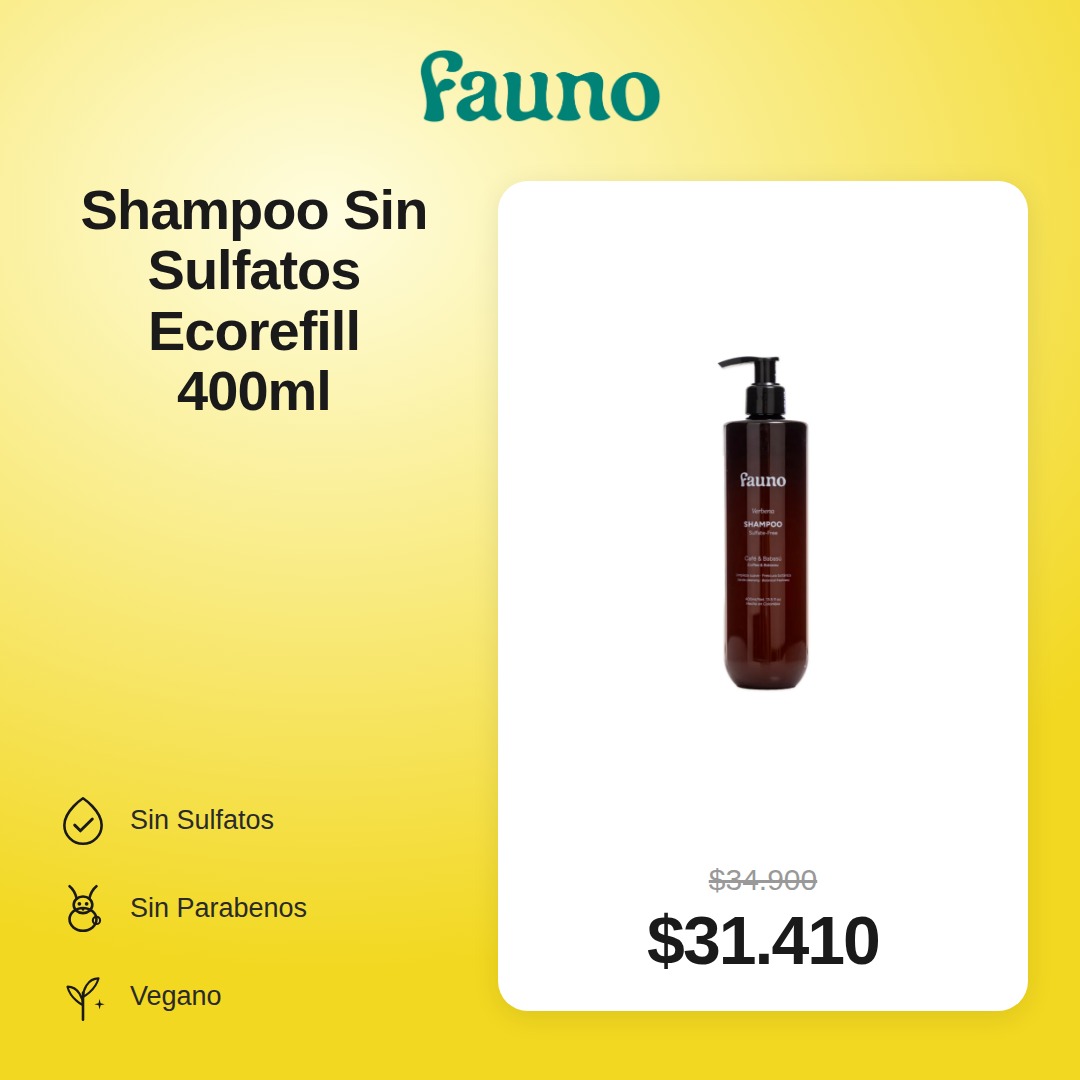 fauno
Shampoo Sin
Sulfatos
Ecorefill
400ml
fauno
SHAMPOO
Sulfate-Free
Café & Babasú
Sin Sulfatos
Sin Parabenos
Vegano
$34.900
$31.410